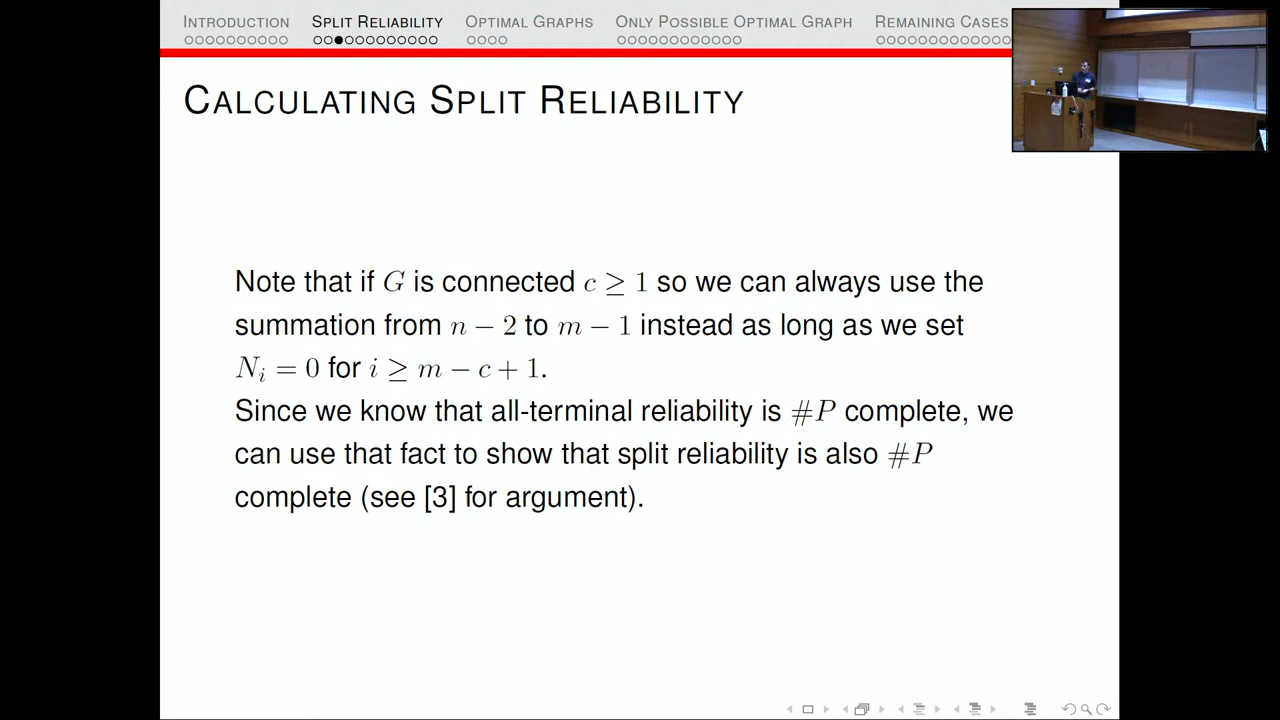 INTRODUCTION SPLIT RELIABILITY OPTIMAL GRAPHS ONLY POSSIBLE OPTIMAL GRAPH REMAINING CASES
CALCULATING SPLIT RELIABILITY
Note that if G is connected c ≥ 1 so we can always use the
summation from n − 2 to m − 1 instead as long as we set
N_i = 0 for i ≥ m − c + 1.
Since we know that all-terminal reliability is #P complete, we
can use that fact to show that split reliability is also #P
complete (see [3] for argument).